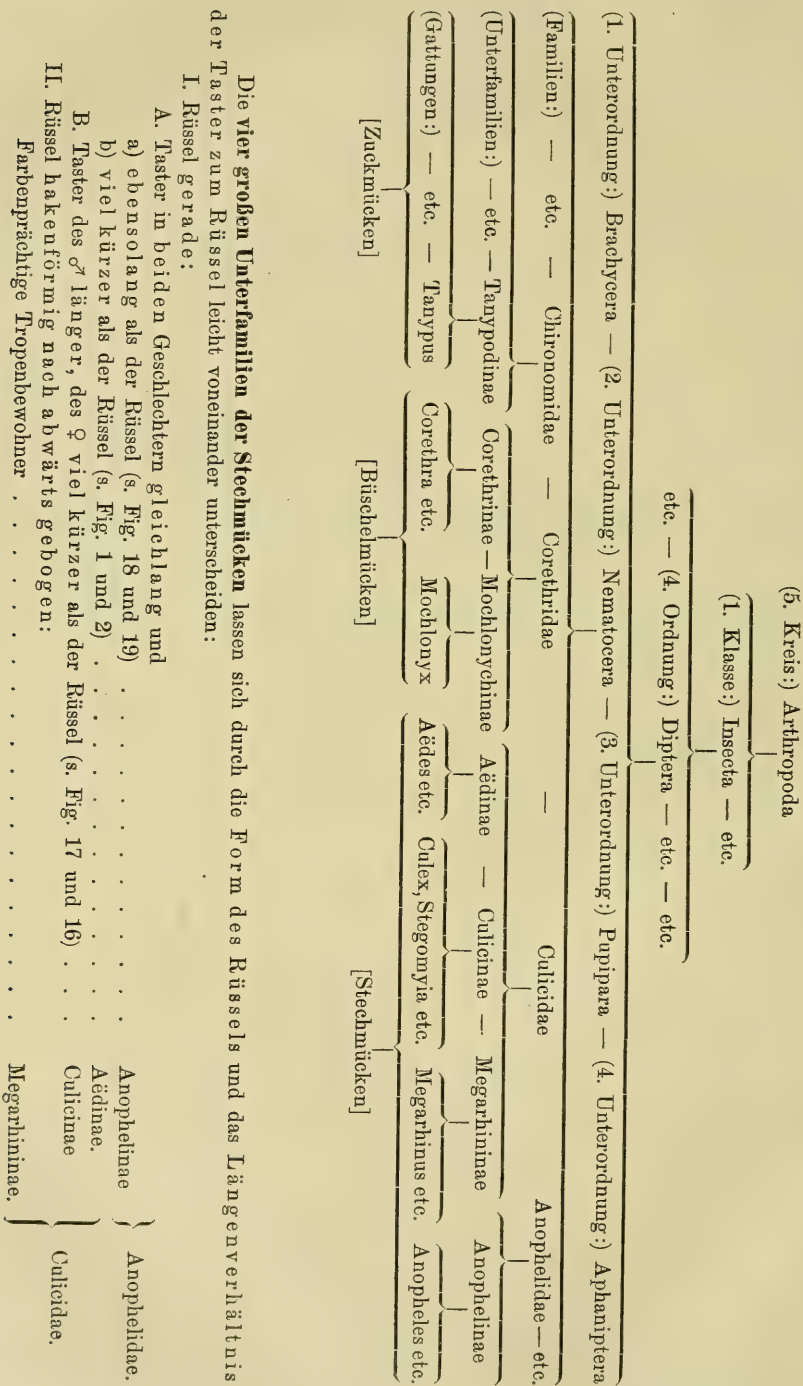 (5. Kreis:) Arthropoda
(1. Klasse:) Insecta — etc.
etc. — (4. Ordnung:) Diptera — etc. — etc.
(1. Unterordnung:) Brachycera — (2. Unterordnung:) Nematocera — (3. Unterordnung:) Pupipara — (4. Unterordnung:) Aphaniptera
(Familien:) — etc. — Chironomidae — Corethridae — Culicidae Anophelidae — etc.
(Unterfamilien:) — etc. — Tanypodinae Corethrinae — Mochlonychinae Aëdinae — Culicinae — Megarhininae Anophelinae
(Gattungen:) — etc. — Tanypus Corethra etc. Mochlonyx Aëdes etc. Culex, Stegomyia etc. Megarhinus etc. Anopheles etc.
[Zuckmücken] [Büschelmücken] [Stechmücken]
Die vier großen Unterfamilien der Stechmücken lassen sich durch die Form des Rüssels und das Längenverhältnis
der Taster zum Rüssel leicht voneinander unterscheiden:
I. Rüssel gerade:
A. Taster in beiden Geschlechtern gleichlang und
a) ebensolang als der Rüssel (s. Fig. 18 und 19) . . . . . . . . . Anophelinae } Anophelidae.
b) viel kürzer als der Rüssel (s. Fig. 1 und 2) . . . . . . . . . Aëdinae.
B. Taster des ♂ länger, des ♀ viel kürzer als der Rüssel (s. Fig. 17 und 16) . . . Culicinae } Culicidae.
II. Rüssel hakenförmig nach abwärts gebogen:
Farbenprächtige Tropenbewohner . . . . . . . . . . . . . . . Megarhininae.